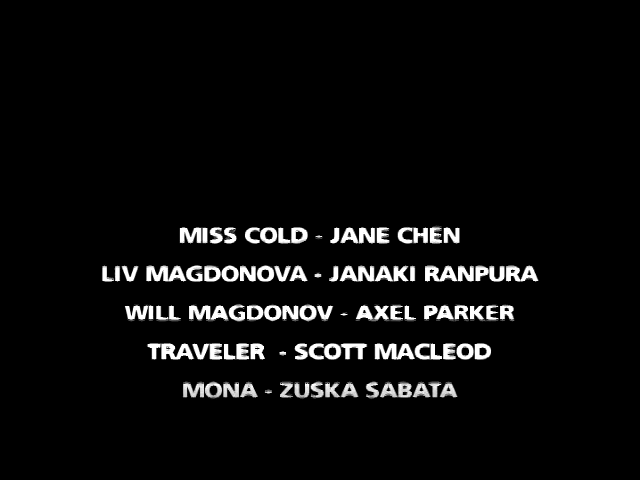 MISS COLD - JANE CHEN
LIV MAGDONOVA - JANAKI RANPURA
WILL MAGDONOV - AXEL PARKER
TRAVELER - SCOTT MACLEOD
MONA - ZUSKA SABATA